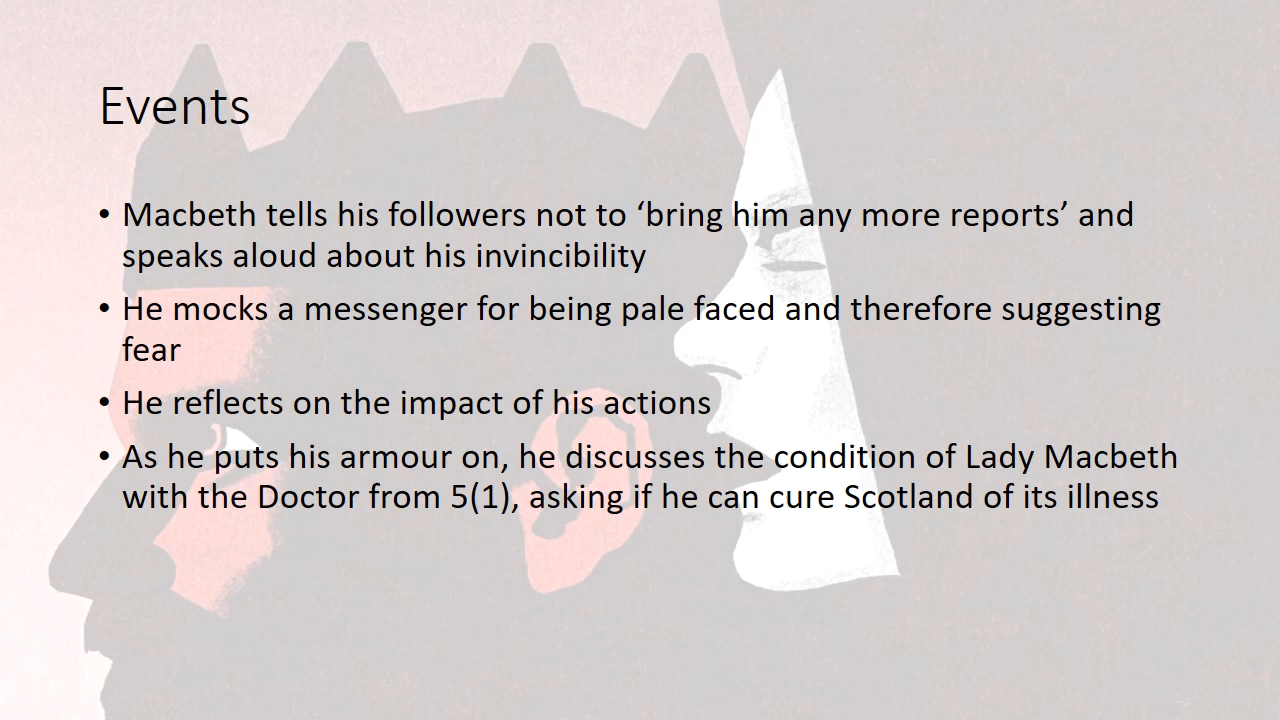 Events
• Macbeth tells his followers not to ‘bring him any more reports’ and
speaks aloud about his invincibility
• He mocks a messenger for being pale faced and therefore suggesting
fear
• He reflects on the impact of his actions
• As he puts his armour on, he discusses the condition of Lady Macbeth
with the Doctor from 5(1), asking if he can cure Scotland of its illness